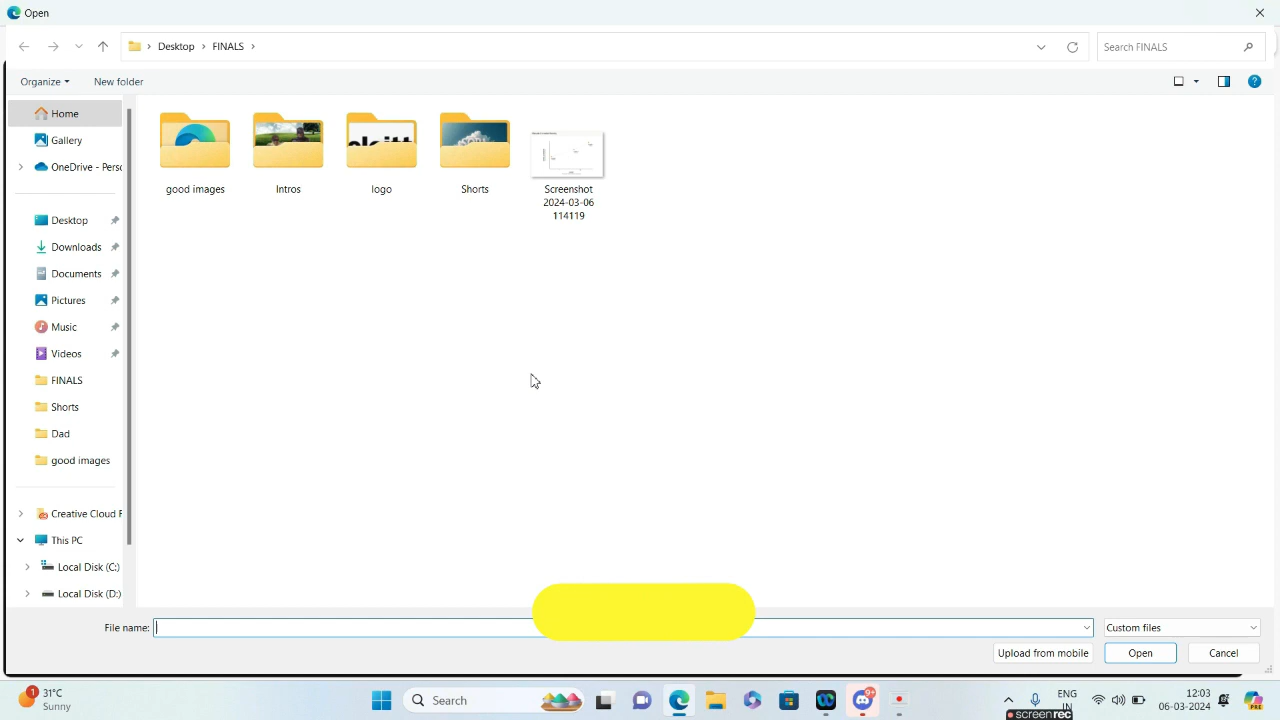 Open
Desktop
FINALS
Search FINALS
Organize
New folder
Home
Gallery
OneDrive - Pers
Desktop
Downloads
Documents
Pictures
Music
Videos
FINALS
Shorts
Dad
good images
Creative Cloud F
This PC
Local Disk (C:)
Local Disk (D:)
good images
Intros
logo
Shorts
Screenshot
2024-03-06
114119
File name:
Custom files
Upload from mobile
Open
Cancel
1
31°C
Sunny
Search
9+
ENG
IN
12:03
06-03-2024
screenrec